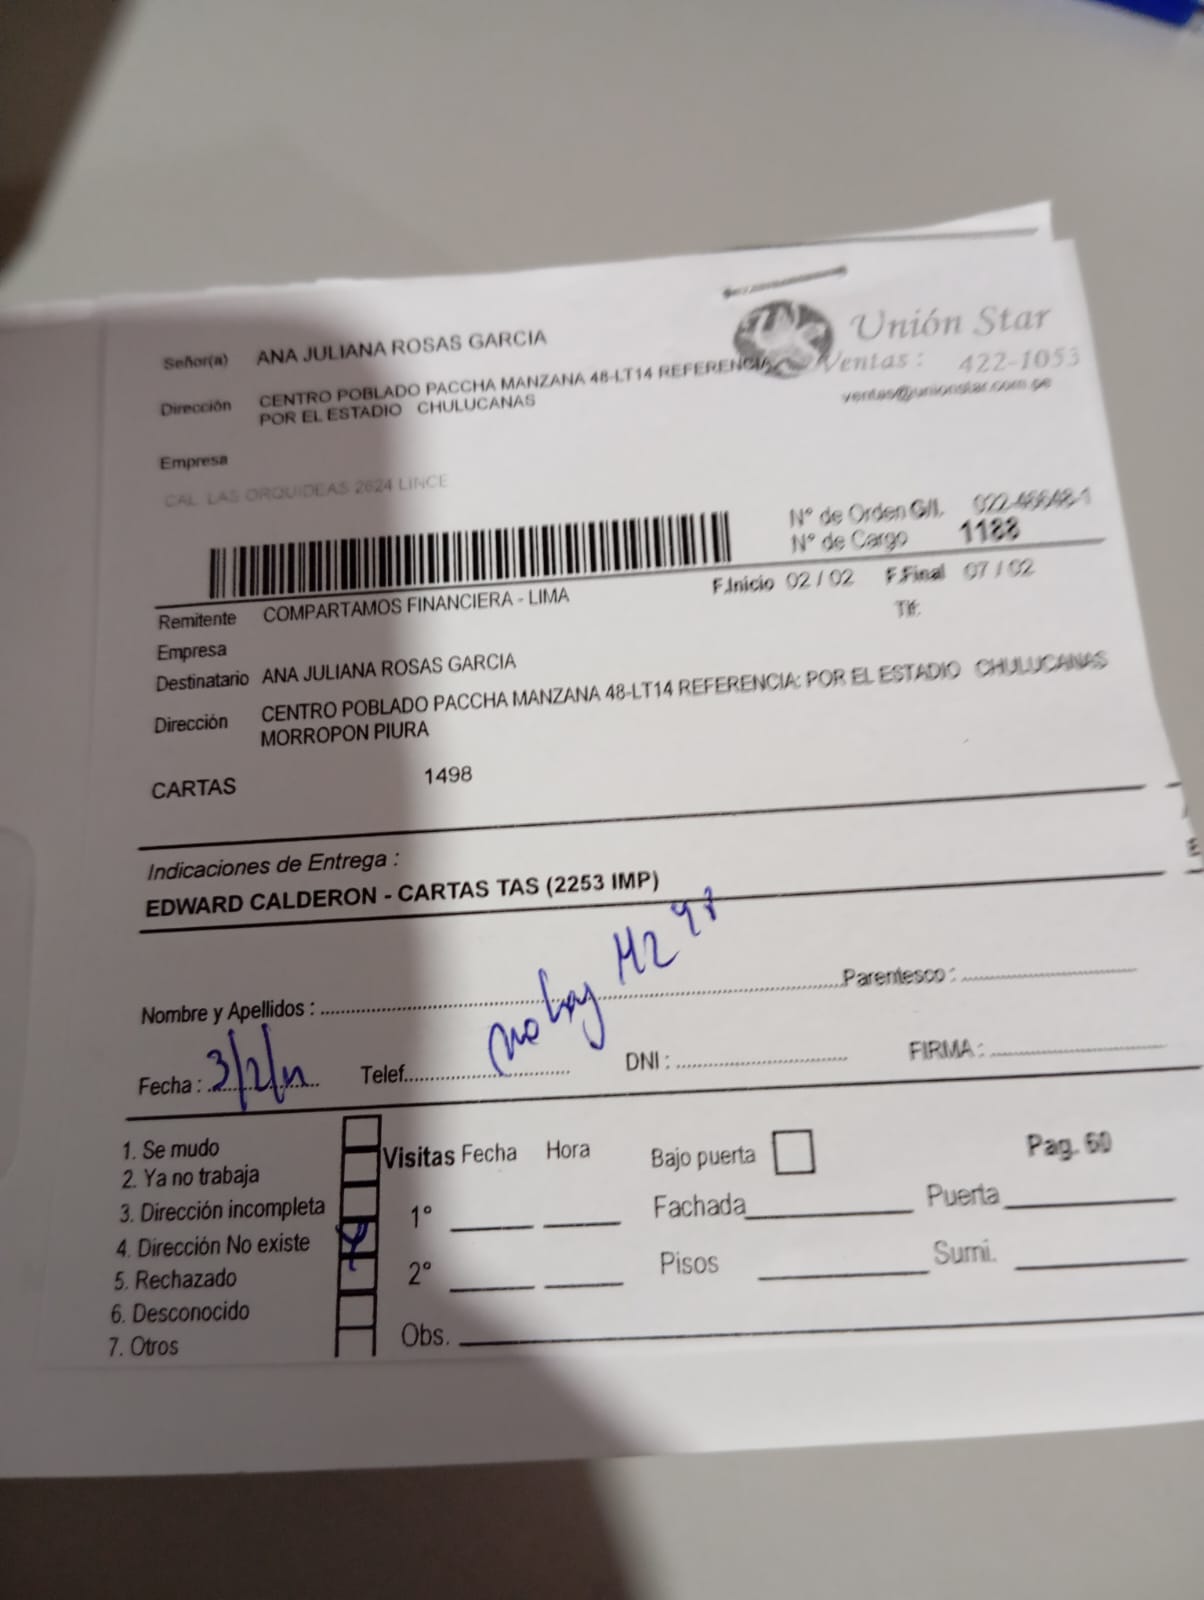 Unión Star
Señor(a) ANA JULIANA ROSAS GARCIA
Ventas: 422-1053
Dirección CENTRO POBLADO PACCHA MANZANA 48-LT14 REFERENCIA
POR EL ESTADIO CHULUCANAS
ventas@unionstar.com.pe
Empresa
CAL. LAS ORQUIDEAS 2624 LINCE
N° de Orden G/I. 022-46648-1
N° de Cargo 1188
F.Inicio 02 / 02 F.Final 07 / 02
Remitente COMPARTAMOS FINANCIERA - LIMA
Tlf:
Empresa
Destinatario ANA JULIANA ROSAS GARCIA
Dirección CENTRO POBLADO PACCHA MANZANA 48-LT14 REFERENCIA: POR EL ESTADIO CHULUCANAS
MORROPON PIURA
CARTAS 1498
Indicaciones de Entrega :
EDWARD CALDERON - CARTAS TAS (2253 IMP)
no hay Mz
Nombre y Apellidos : Parentesco :
Fecha : 3/2/ Telef. DNI : FIRMA :
1. Se mudo
2. Ya no trabaja
3. Dirección incompleta
4. Dirección No existe
5. Rechazado
6. Desconocido
7. Otros
Visitas Fecha Hora
1°
2°
Obs.
Bajo puerta Pag. 60
Fachada Puerta
Pisos Sumi.